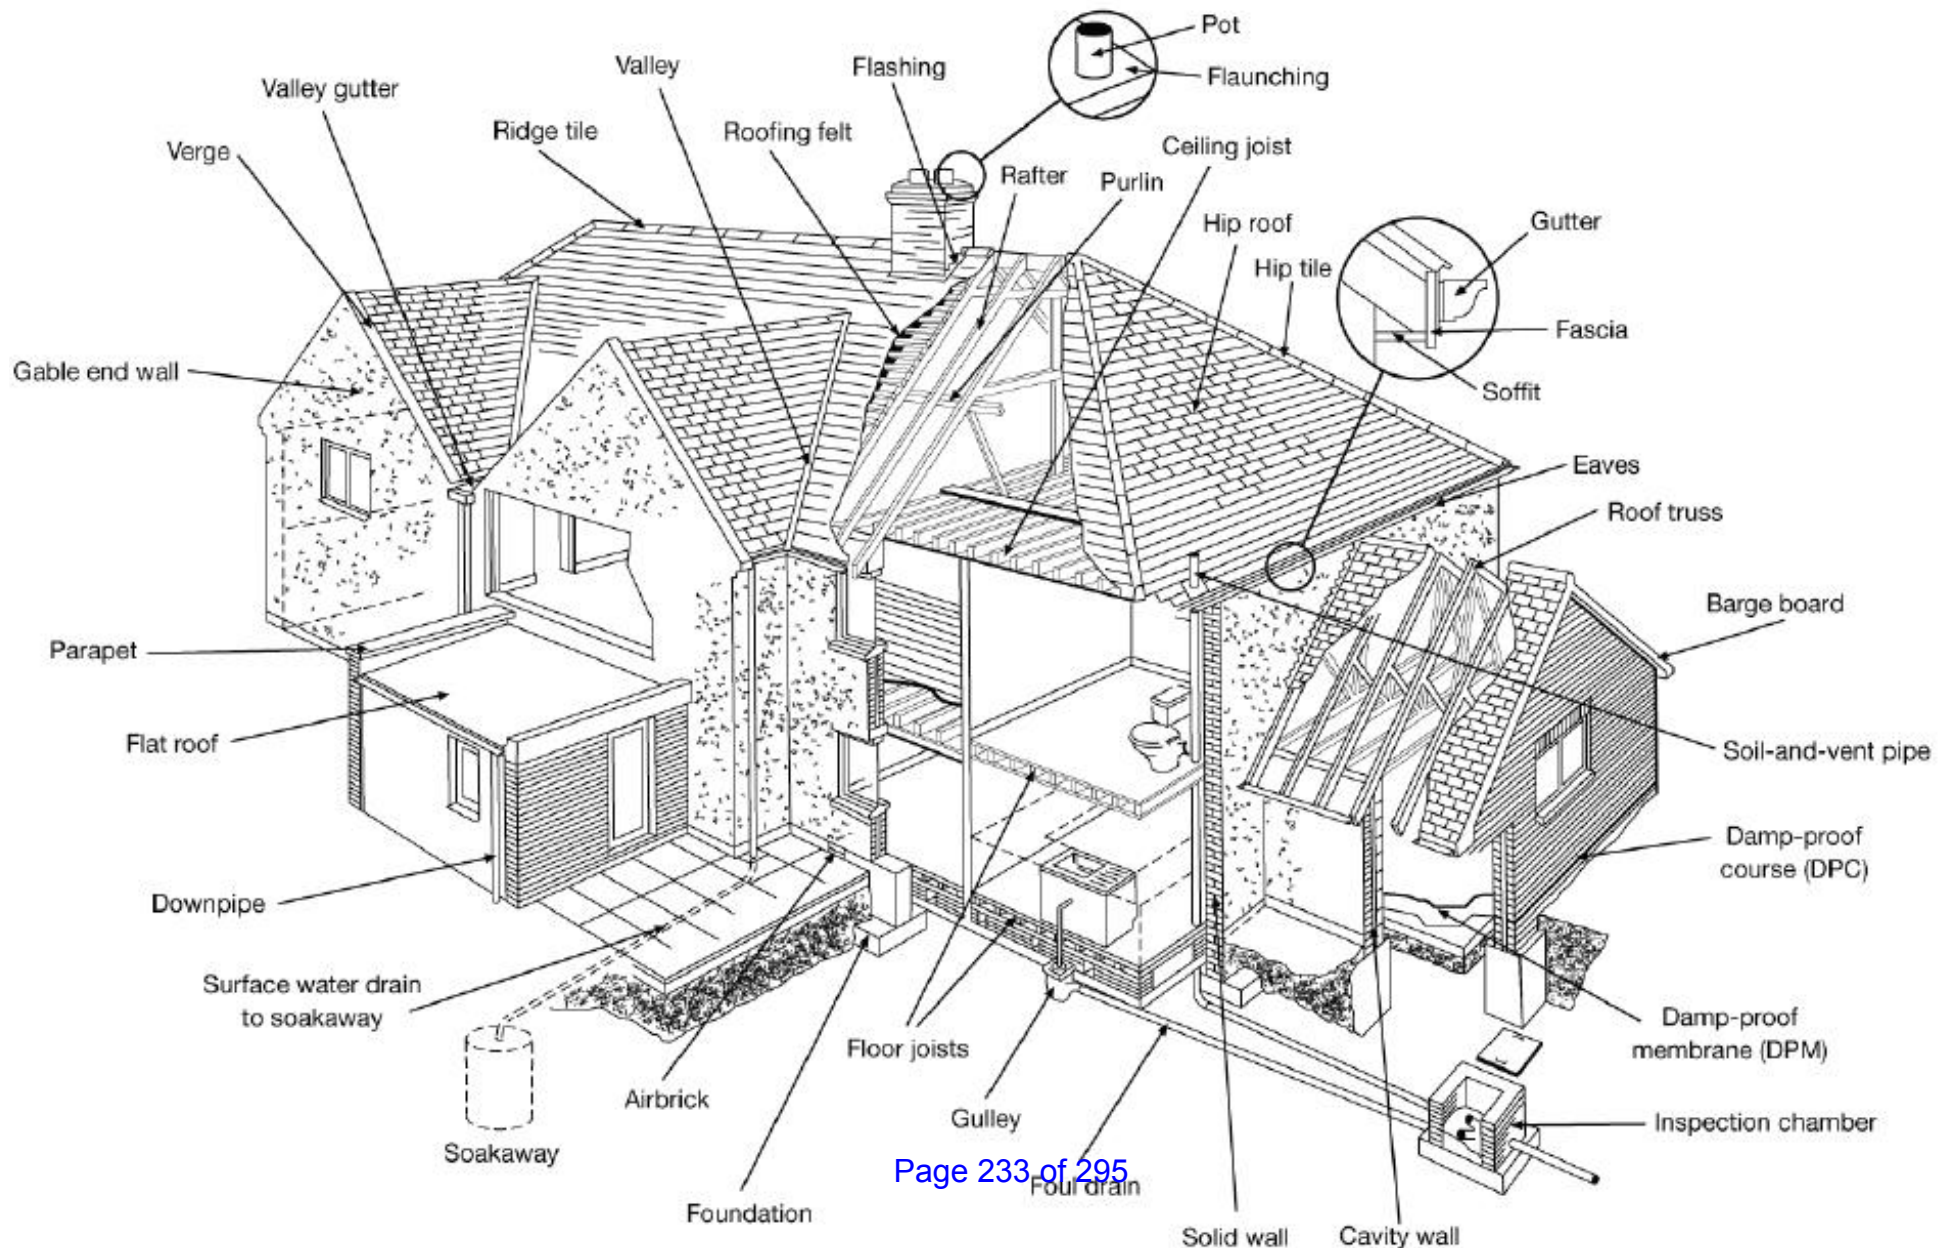 Pot
Flaunching
Valley
Flashing
Valley gutter
Ridge tile
Roofing felt
Ceiling joist
Verge
Rafter
Purlin
Hip roof
Gutter
Hip tile
Fascia
Gable end wall
Soffit
Eaves
Roof truss
Barge board
Parapet
Flat roof
Soil-and-vent pipe
Damp-proof
course (DPC)
Downpipe
Surface water drain
to soakaway
Floor joists
Damp-proof
membrane (DPM)
Airbrick
Gulley
Inspection chamber
Soakaway
Page 233 of 295
Foul drain
Foundation
Solid wall
Cavity wall